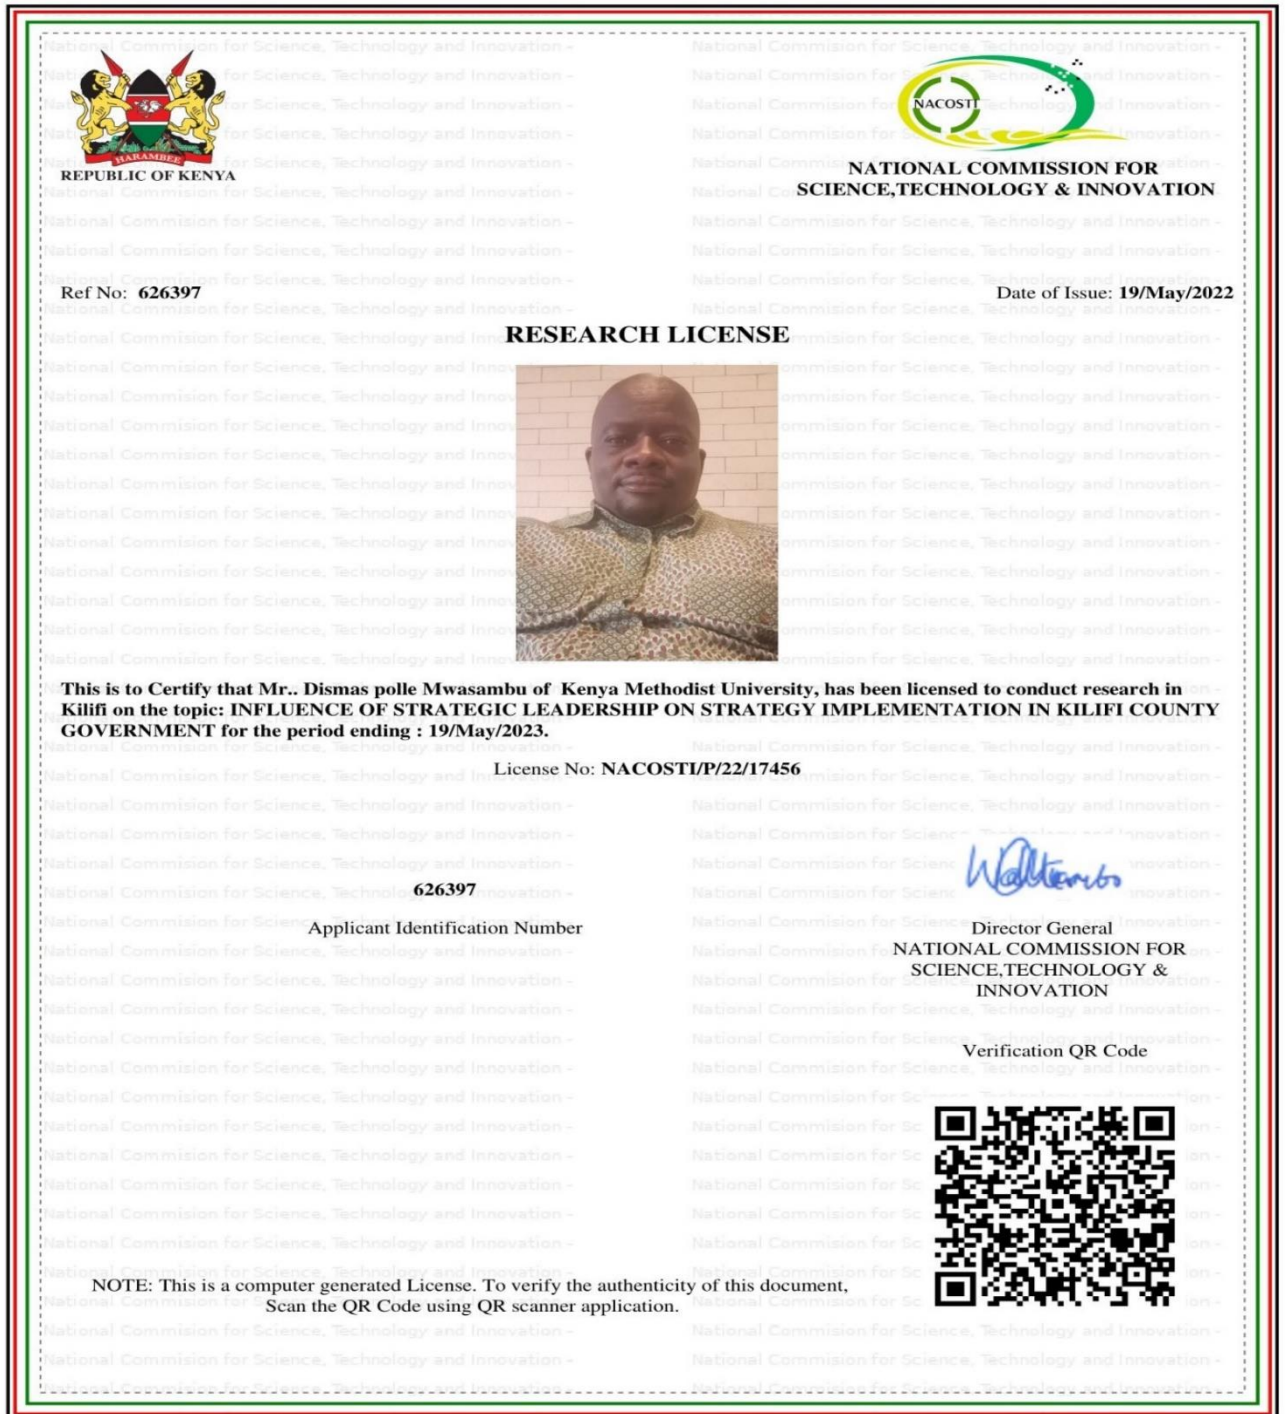 HARAMBEE
REPUBLIC OF KENYA
NACOSTI
NATIONAL COMMISSION FOR
SCIENCE,TECHNOLOGY & INNOVATION
Ref No: 626397
Date of Issue: 19/May/2022
RESEARCH LICENSE
This is to Certify that Mr.. Dismas polle Mwasambu of Kenya Methodist University, has been licensed to conduct research in
Kilifi on the topic: INFLUENCE OF STRATEGIC LEADERSHIP ON STRATEGY IMPLEMENTATION IN KILIFI COUNTY
GOVERNMENT for the period ending : 19/May/2023.
License No: NACOSTI/P/22/17456
626397
Applicant Identification Number
Director General
NATIONAL COMMISSION FOR
SCIENCE,TECHNOLOGY &
INNOVATION
Verification QR Code
NOTE: This is a computer generated License. To verify the authenticity of this document,
Scan the QR Code using QR scanner application.
National Commision for Science, Technology and Innovation -